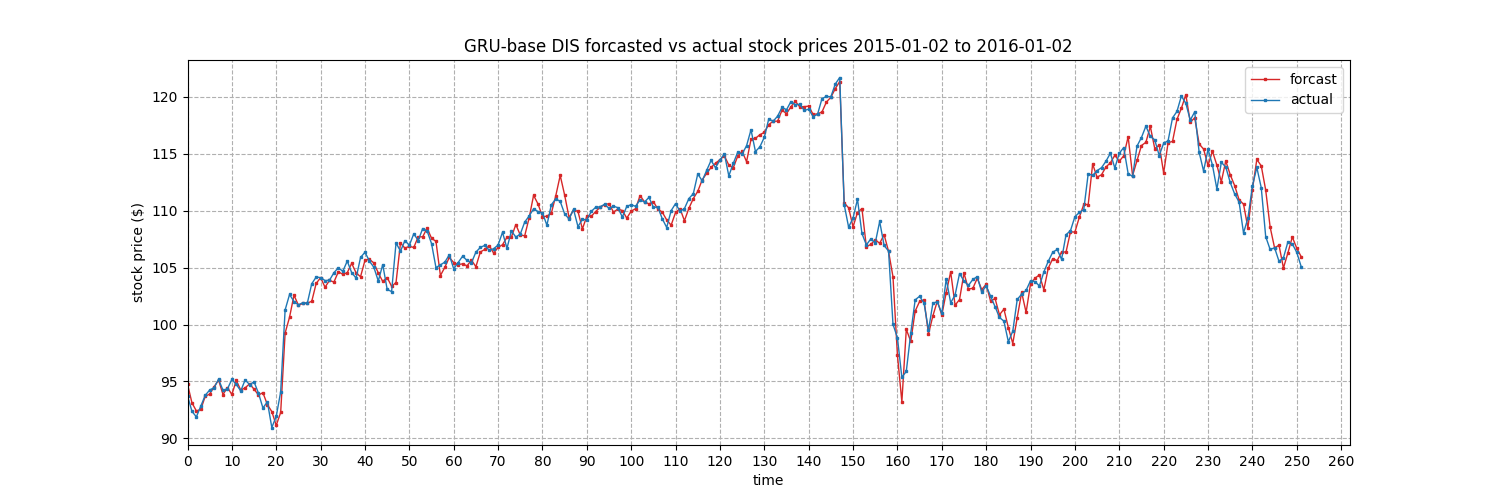 GRU-base DIS forcasted vs actual stock prices 2015-01-02 to 2016-01-02
forcast
actual
stock price ($)
120
115
110
105
100
95
90
0 10 20 30 40 50 60 70 80 90 100 110 120 130 140 150 160 170 180 190 200 210 220 230 240 250 260
time